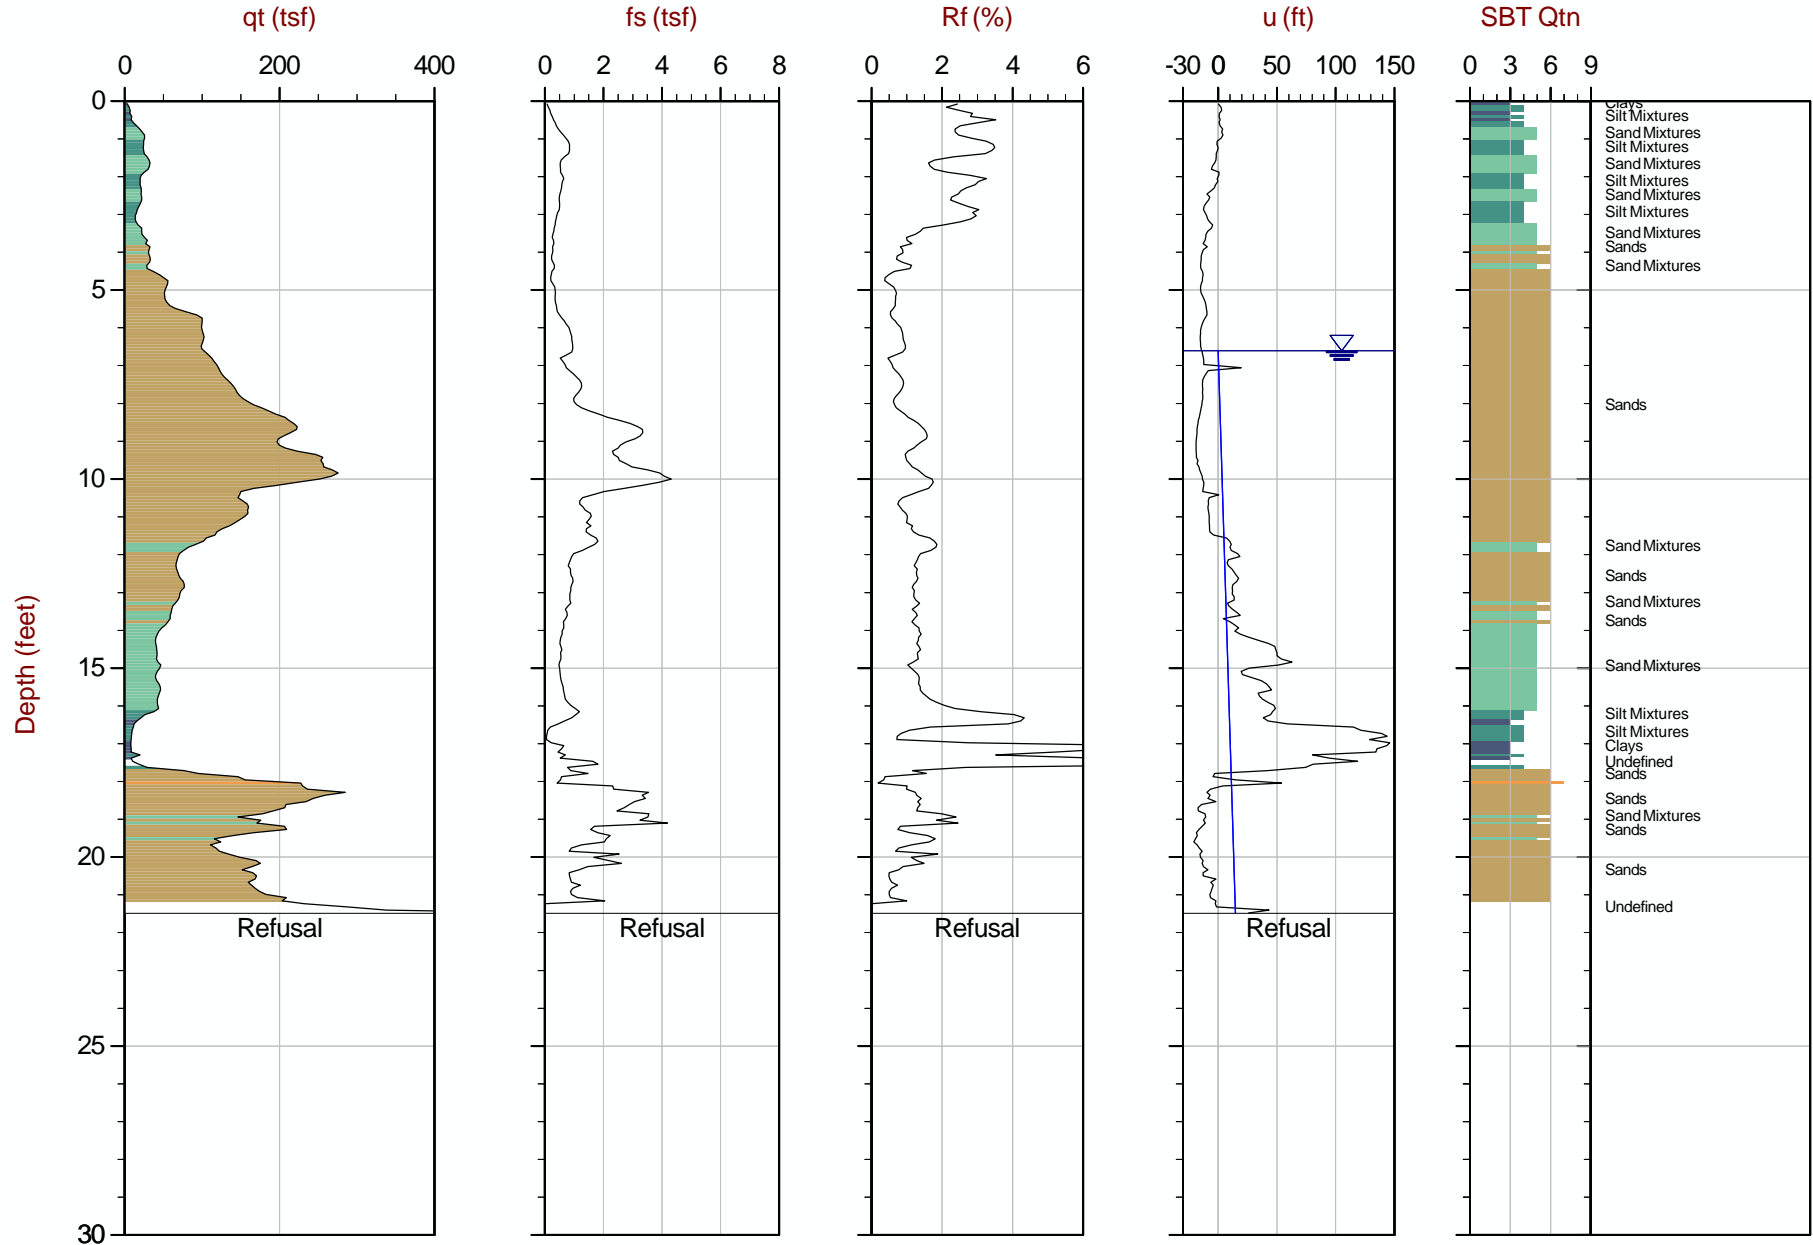 qt (tsf)
fs (tsf)
Rf (%)
u (ft)
SBT Qtn
0 200 400
0 2 4 6 8
0 2 4 6
-30 0 50 100 150
0 3 6 9
Depth (feet)
0
5
10
15
20
25
30
Refusal
Refusal
Refusal
Refusal
Clays
Silt Mixtures
Sand Mixtures
Silt Mixtures
Sand Mixtures
Silt Mixtures
Sand Mixtures
Silt Mixtures
Sand Mixtures
Sands
Sand Mixtures
Sands
Sand Mixtures
Sands
Sand Mixtures
Sands
Sand Mixtures
Silt Mixtures
Silt Mixtures
Clays
Undefined
Sands
Sands
Sand Mixtures
Sands
Sands
Undefined